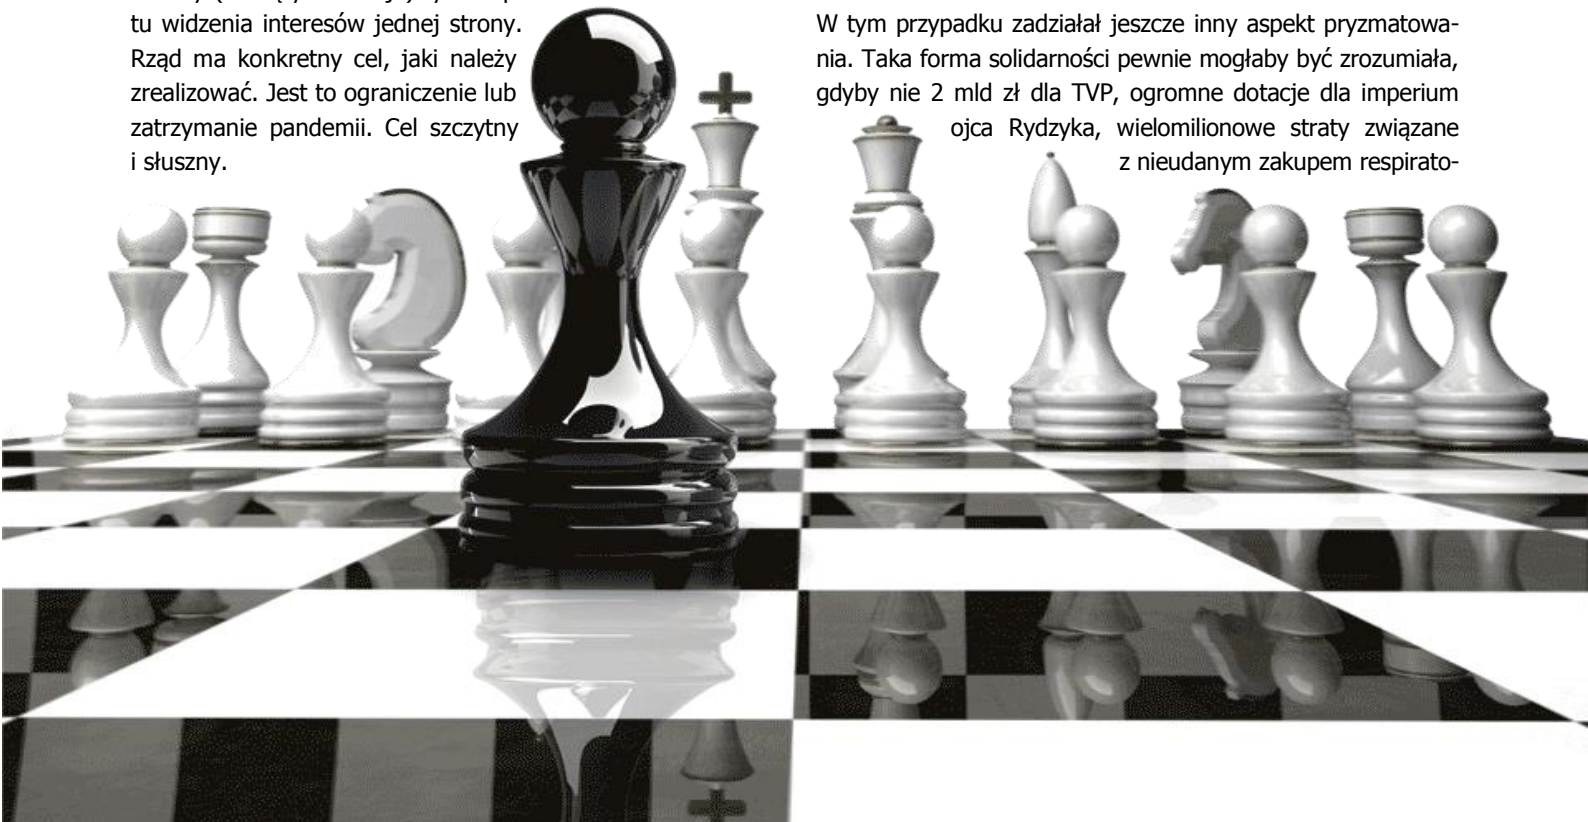 tu widzenia interesów jednej strony.
Rząd ma konkretny cel, jaki należy
zrealizować. Jest to ograniczenie lub
zatrzymanie pandemii. Cel szczytny
i słuszny.
W tym przypadku zadziałał jeszcze inny aspekt pryzmatowa-
nia. Taka forma solidarności pewnie mogłaby być zrozumiała,
gdyby nie 2 mld zł dla TVP, ogromne dotacje dla imperium
ojca Rydzyka, wielomilionowe straty związane
z nieudanym zakupem respirato-